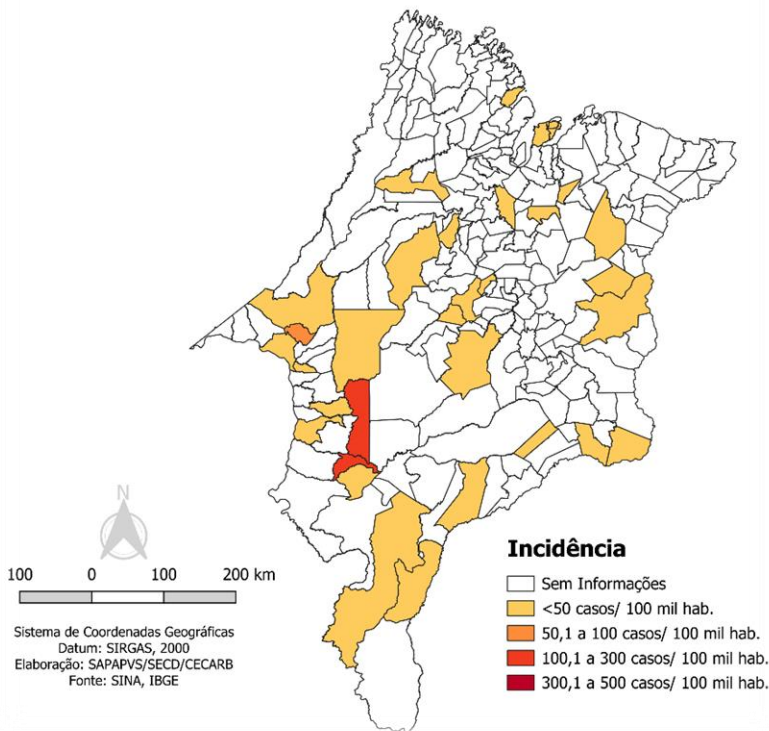 N
100 0 100 200 km
Sistema de Coordenadas Geográficas
Datum: SIRGAS, 2000
Elaboração: SAPAPVS/SECD/CECARB
Fonte: SINA, IBGE
Incidência
Sem Informações
<50 casos/ 100 mil hab.
50,1 a 100 casos/ 100 mil hab.
100,1 a 300 casos/ 100 mil hab.
300,1 a 500 casos/ 100 mil hab.